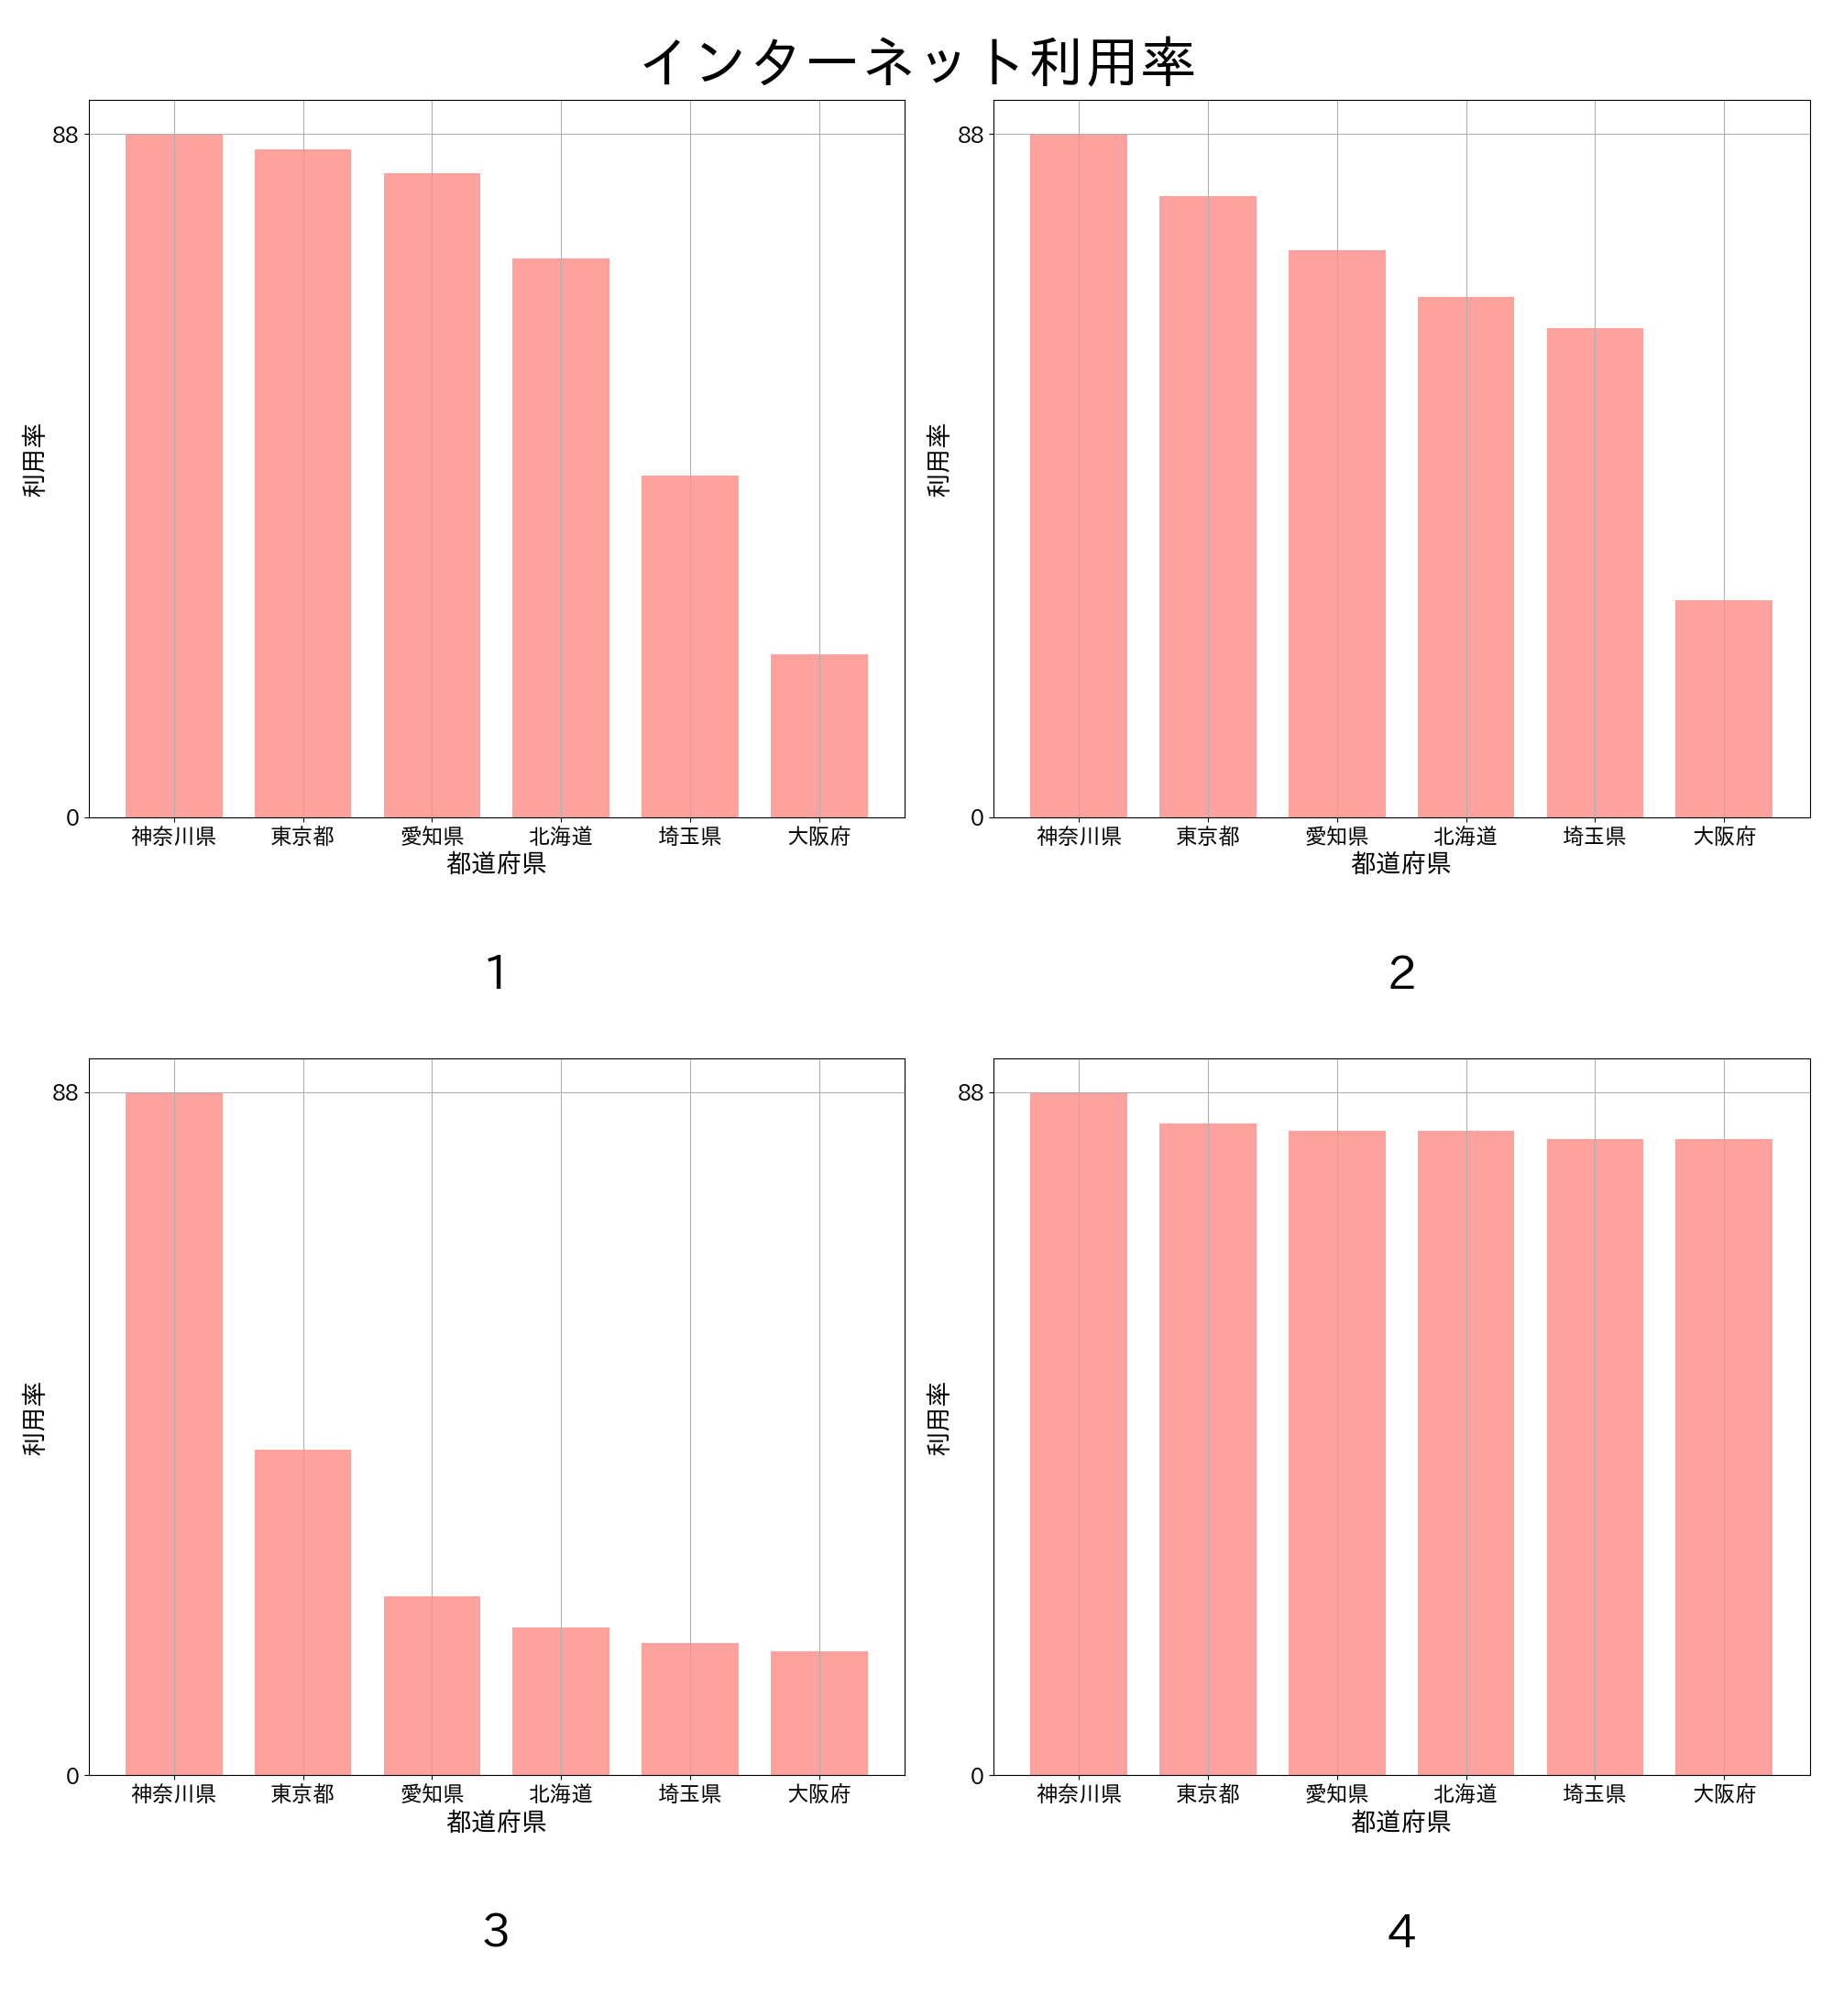 インターネット利用率
88
0
利用率
神奈川県 東京都 愛知県 北海道 埼玉県 大阪府
都道府県
1
88
0
利用率
神奈川県 東京都 愛知県 北海道 埼玉県 大阪府
都道府県
2
88
0
利用率
神奈川県 東京都 愛知県 北海道 埼玉県 大阪府
都道府県
3
88
0
利用率
神奈川県 東京都 愛知県 北海道 埼玉県 大阪府
都道府県
4